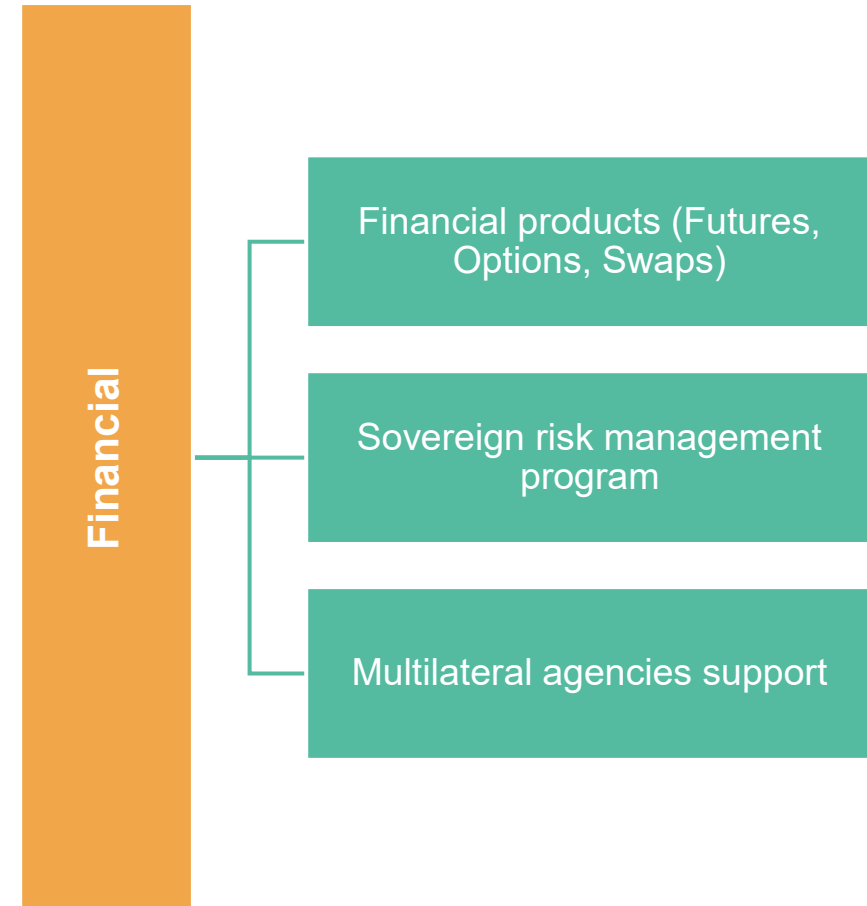 Financial
Financial products (Futures,
Options, Swaps)
Sovereign risk management
program
Multilateral agencies support